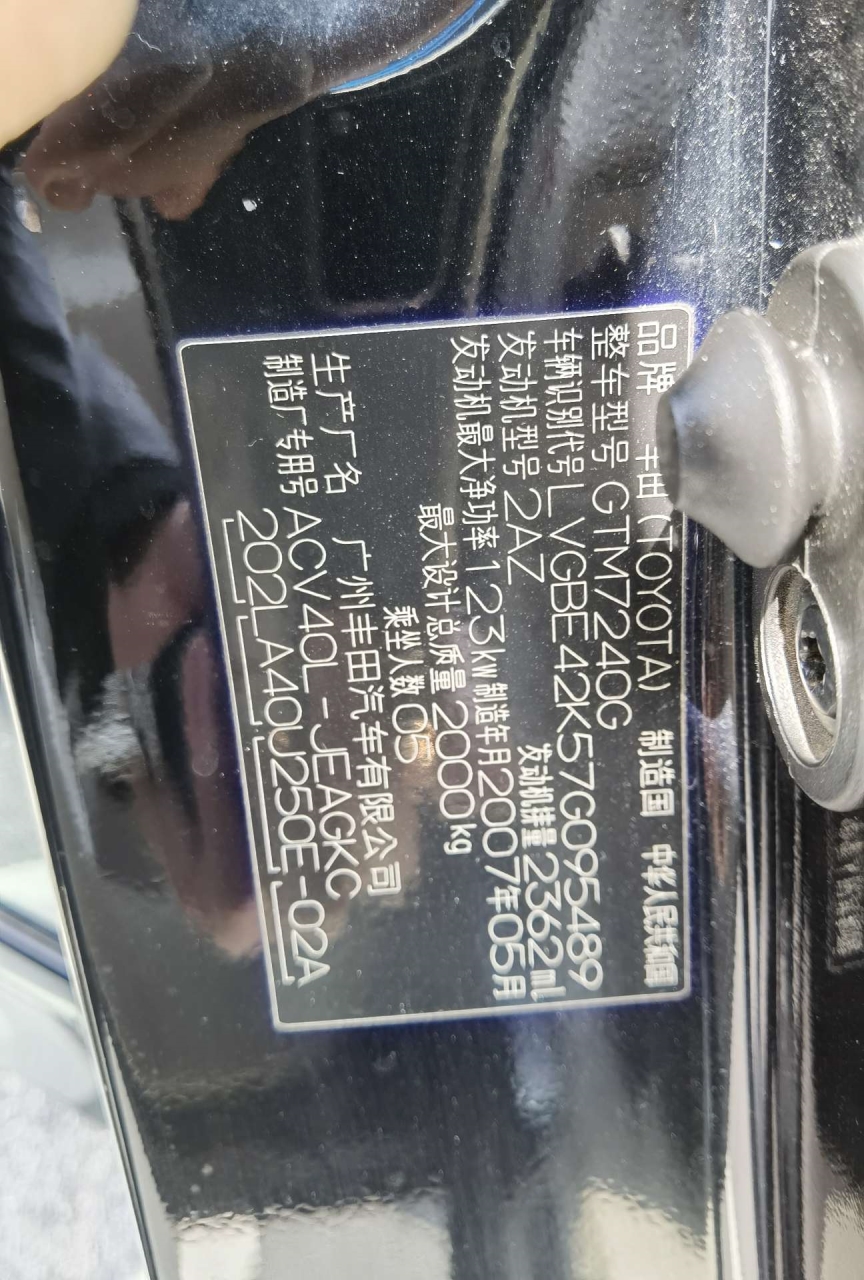 品牌 丰田(TOYOTA) 制造国 中华人民共和国
整车型号 GTM7240G
车辆识别代号 LVGBE42K57G095489
发动机型号 2AZ 发动机排量 2362mL
发动机最大净功率 123kw 制造年月 2007年05月
最大设计总质量 2000kg
乘坐人数 05
生产厂名 广州丰田汽车有限公司
制造厂专用号 ACV40L-JEAGKC
202LA40U250E-02A